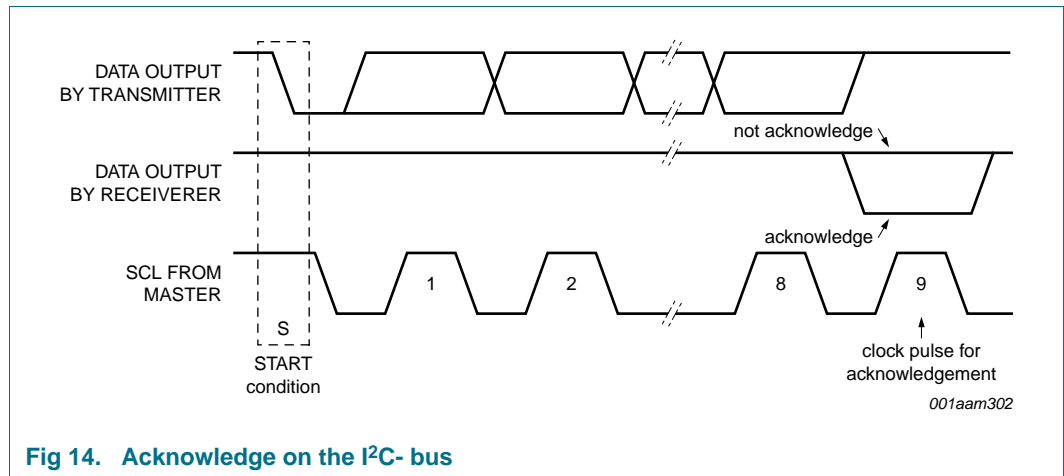 DATA OUTPUT
BY TRANSMITTER
not acknowledge
DATA OUTPUT
BY RECEIVERER
acknowledge
SCL FROM
MASTER
1
2
8
9
S
START
condition
clock pulse for
acknowledgement
001aam302
Fig 14. Acknowledge on the I²C- bus